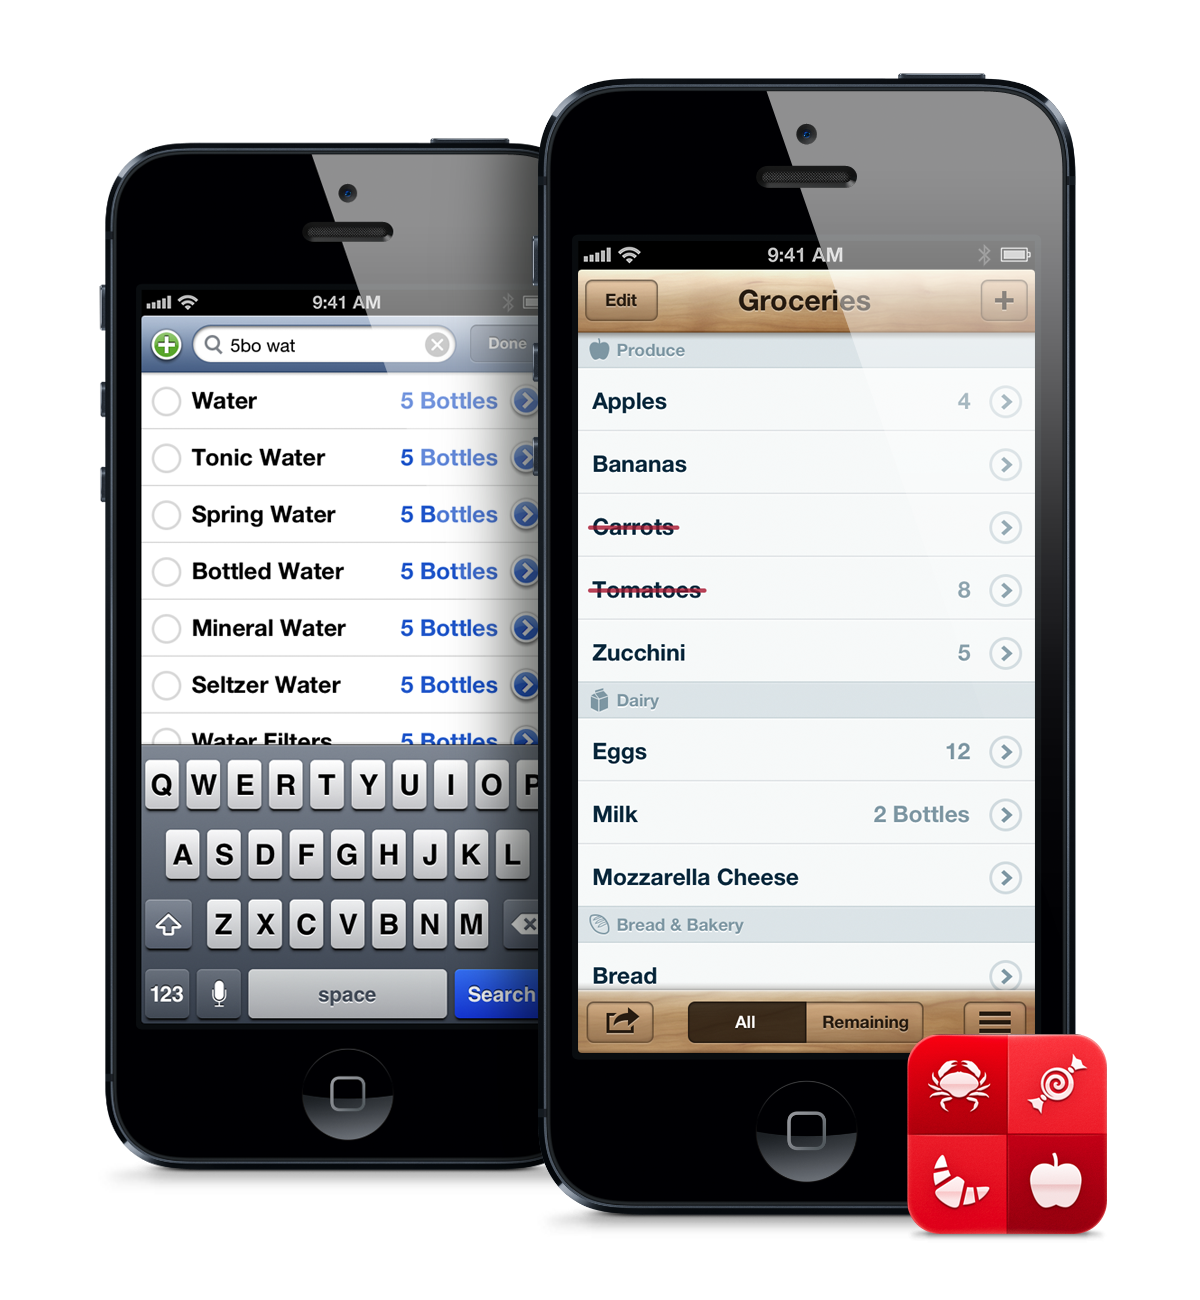 9:41 AM
5bo wat
Done
Water 5 Bottles
Tonic Water 5 Bottles
Spring Water 5 Bottles
Bottled Water 5 Bottles
Mineral Water 5 Bottles
Seltzer Water 5 Bottles
Water Filters 5 Bottles
Q W E R T Y U I O P
A S D F G H J K L
Z X C V B N M
123 space Search
9:41 AM
Edit Groceries +
Produce
Apples 4
Bananas
Carrots
Tomatoes 8
Zucchini 5
Dairy
Eggs 12
Milk 2 Bottles
Mozzarella Cheese
Bread & Bakery
Bread
All Remaining